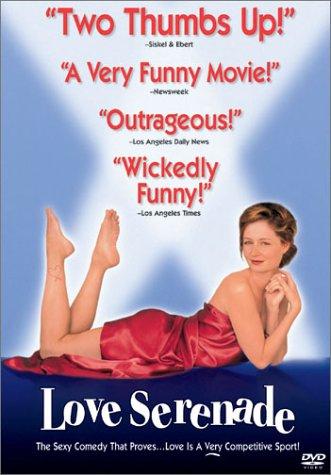 “Two Thumbs Up!”
–Siskel & Ebert
“A Very Funny Movie!”
–Newsweek
“Outrageous!”
–Los Angeles Daily News
“Wickedly
Funny!”
–Los Angeles Times
Love Serenade
The Sexy Comedy That Proves...Love Is A Very Competitive Sport!
DVD
VIDEO